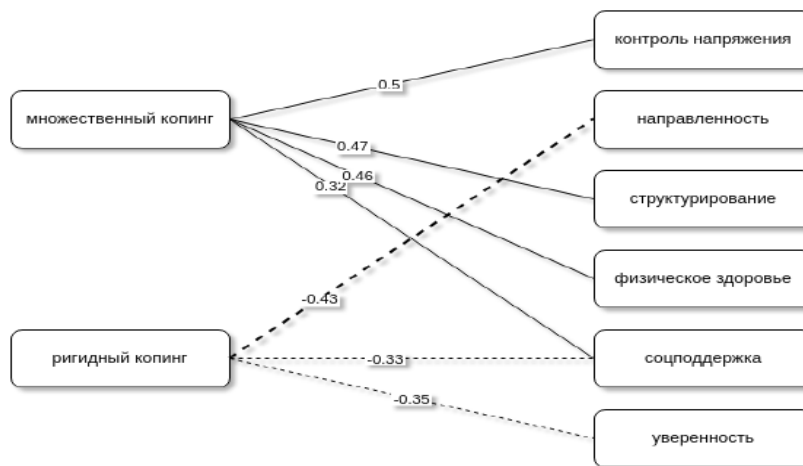 контроль напряжения
0.5
множественный копинг
направленность
0.47
0.46
0.32
структурирование
физическое здоровье
-0.43
ригидный копинг
-0.33
соцподдержка
-0.35
уверенность